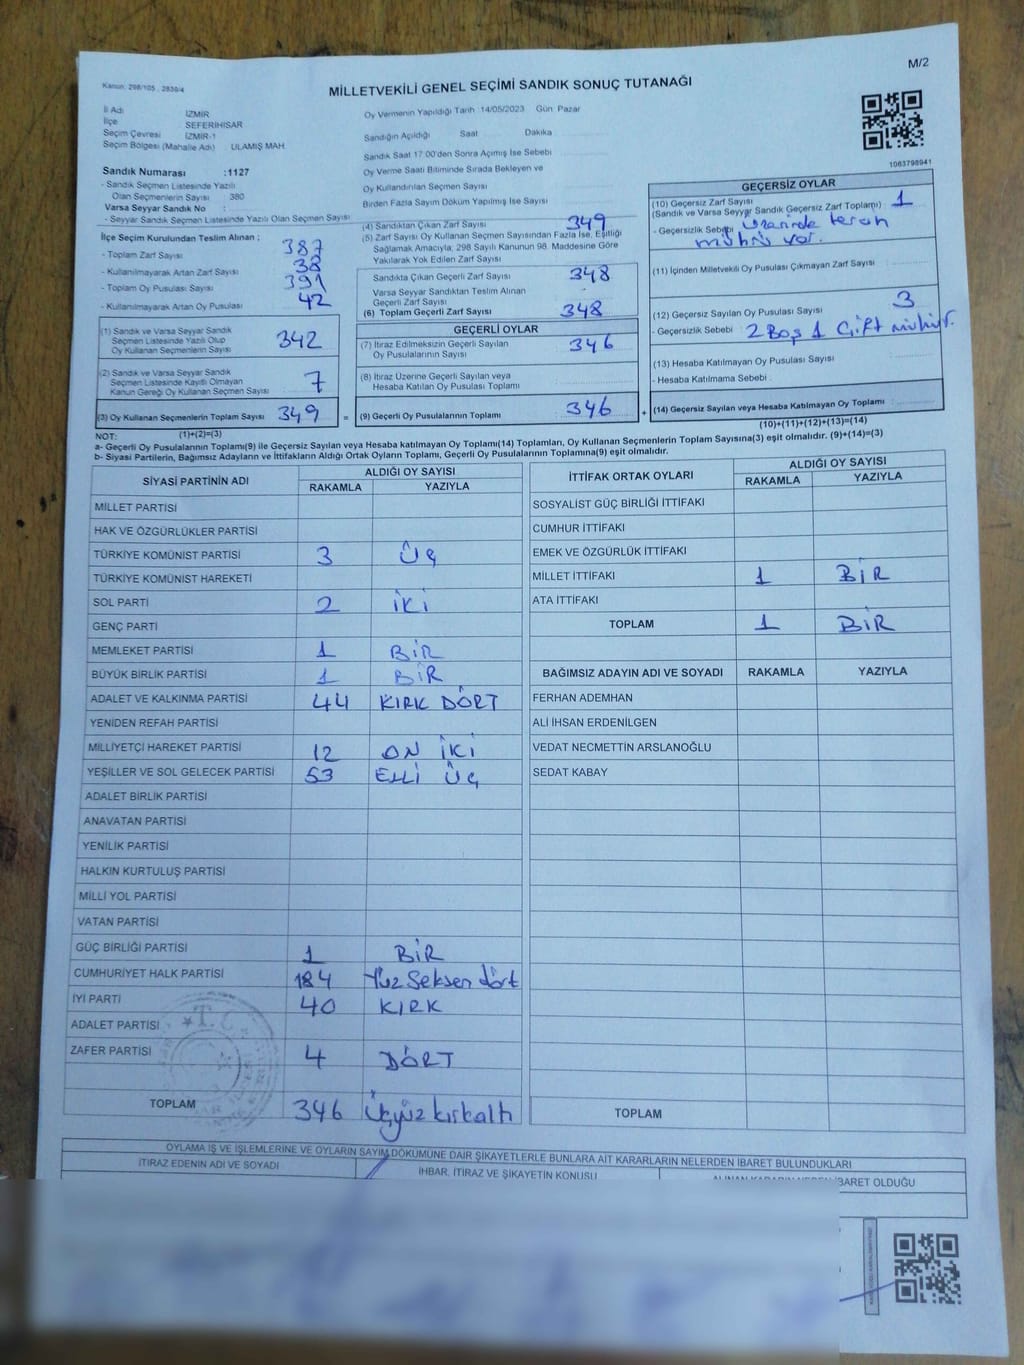 M/2
Kanun: 298/105 , 2839/4
MİLLETVEKİLİ GENEL SEÇİMİ SANDIK SONUÇ TUTANAĞI
İl Adı İZMİR
İlçe SEFERİHİSAR
Seçim Çevresi İZMİR-1
Seçim Bölgesi (Mahalle Adı) ULAMIŞ MAH.
Sandık Numarası :1127
- Sandık Seçmen Listesinde Yazılı
Olan Seçmenlerin Sayısı 380
Varsa Seyyar Sandık No :
- Seyyar Sandık Seçmen Listesinde Yazılı Olan Seçmen Sayısı
İlçe Seçim Kurulundan Teslim Alınan ;
- Toplam Zarf Sayısı 387
- Kullanılmayarak Artan Zarf Sayısı 38
- Toplam Oy Pusulası Sayısı 391
- Kullanılmayarak Artan Oy Pusulası 42
(1) Sandık ve Varsa Seyyar Sandık
Seçmen Listesinde Yazılı Olup
Oy Kullanan Seçmenlerin Sayısı 342
(2) Sandık ve Varsa Seyyar Sandık
Seçmen Listesinde Kayıtlı Olmayan
Kanun Gereği Oy Kullanan Seçmen Sayısı 7
(3) Oy Kullanan Seçmenlerin Toplam Sayısı 349 =
(1)+(2)=(3)
Oy Vermenin Yapıldığı Tarih 14/05/2023 Gün Pazar
Sandığın Açıldığı Saat Dakika
Sandık Saat 17:00'den Sonra Açımış İse Sebebi
Oy Verme Saati Bitiminde Sırada Bekleyen ve
Oy Kullandırılan Seçmen Sayısı
Birden Fazla Sayım Döküm Yapılmış İse Sayısı
(4) Sandıktan Çıkan Zarf Sayısı 349
(5) Zarf Sayısı Oy Kullanan Seçmen Sayısından Fazla İse, Eşitliği
Sağlamak Amacıyla; 298 Sayılı Kanunun 98. Maddesine Göre
Yakılarak Yok Edilen Zarf Sayısı
Sandıkta Çıkan Geçerli Zarf Sayısı 348
Varsa Seyyar Sandıktan Teslim Alınan
Geçerli Zarf Sayısı
(6) Toplam Geçerli Zarf Sayısı 348
GEÇERLİ OYLAR
(7) İtiraz Edilmeksizin Geçerli Sayılan
Oy Pusulalarının Sayısı 346
(8) İtiraz Üzerine Geçerli Sayılan veya
Hesaba Katılan Oy Pusulası Toplamı
(9) Geçerli Oy Pusulalarının Toplamı 346 +
1063798941
GEÇERSİZ OYLAR
(10) Geçersiz Zarf Sayısı
(Sandık ve Varsa Seyyar Sandık Geçersiz Zarf Toplamı) : 1
- Geçersizlik Sebebi üzerinde tercih
mührü var.
(11) İçinden Milletvekili Oy Pusulası Çıkmayan Zarf Sayısı
(12) Geçersiz Sayılan Oy Pusulası Sayısı 3
- Geçersizlik Sebebi : 2 Boş 1 Çift mühür.
(13) Hesaba Katılmayan Oy Pusulası Sayısı
- Hesaba Katılmama Sebebi
(14) Geçersiz Sayılan veya Hesaba Katılmayan Oy Toplamı
(10)+(11)+(12)+(13)=(14)
NOT:
a- Geçerli Oy Pusulalarının Toplamı(9) ile Geçersiz Sayılan veya Hesaba katılmayan Oy Toplamı(14) Toplamları, Oy Kullanan Seçmenlerin Toplam Sayısına(3) eşit olmalıdır. (9)+(14)=(3)
b- Siyasi Partilerin, Bağımsız Adayların ve İttifakların Aldığı Ortak Oyların Toplamı, Geçerli Oy Pusulalarının Toplamına(9) eşit olmalıdır.
SİYASİ PARTİNİN ADI ALDIĞI OY SAYISI
RAKAMLA YAZIYLA
MİLLET PARTİSİ
HAK VE ÖZGÜRLÜKLER PARTİSİ
TÜRKİYE KOMÜNİST PARTİSİ 3 ÜÇ
TÜRKİYE KOMÜNİST HAREKETİ
SOL PARTİ 2 İKİ
GENÇ PARTİ
MEMLEKET PARTİSİ 1 BİR
BÜYÜK BİRLİK PARTİSİ 1 BİR
ADALET VE KALKINMA PARTİSİ 44 KIRK DÖRT
YENİDEN REFAH PARTİSİ
MİLLİYETÇİ HAREKET PARTİSİ 12 ON İKİ
YEŞİLLER VE SOL GELECEK PARTİSİ 53 ELLİ ÜÇ
ADALET BİRLİK PARTİSİ
ANAVATAN PARTİSİ
YENİLİK PARTİSİ
HALKIN KURTULUŞ PARTİSİ
MİLLİ YOL PARTİSİ
VATAN PARTİSİ
GÜÇ BİRLİĞİ PARTİSİ 1 BİR
CUMHURİYET HALK PARTİSİ 184 Yüz Seksen dört
İYİ PARTİ 40 KIRK
ADALET PARTİSİ
ZAFER PARTİSİ 4 DÖRT
TOPLAM 346 Üçyüz kırkaltı
T.C.
İTTİFAK ORTAK OYLARI ALDIĞI OY SAYISI
RAKAMLA YAZIYLA
SOSYALİST GÜÇ BİRLİĞİ İTTİFAKI
CUMHUR İTTİFAKI
EMEK VE ÖZGÜRLÜK İTTİFAKI
MİLLET İTTİFAKI 1 BİR
ATA İTTİFAKI
TOPLAM 1 BİR
BAĞIMSIZ ADAYIN ADI VE SOYADI RAKAMLA YAZIYLA
FERHAN ADEMHAN
ALİ İHSAN ERDENİLGEN
VEDAT NECMETTİN ARSLANOĞLU
SEDAT KABAY
TOPLAM
OYLAMA İŞ VE İŞLEMLERİNE VE OYLARIN SAYIM DÖKÜMÜNE DAİR ŞİKAYETLERLE BUNLARA AİT KARARLARIN NELERDEN İBARET BULUNDUKLARI
İTİRAZ EDENİN ADI VE SOYADI İHBAR, İTİRAZ VE ŞİKAYETİN KONUSU ALINAN KARARIN NEDEN İBARET OLDUĞU